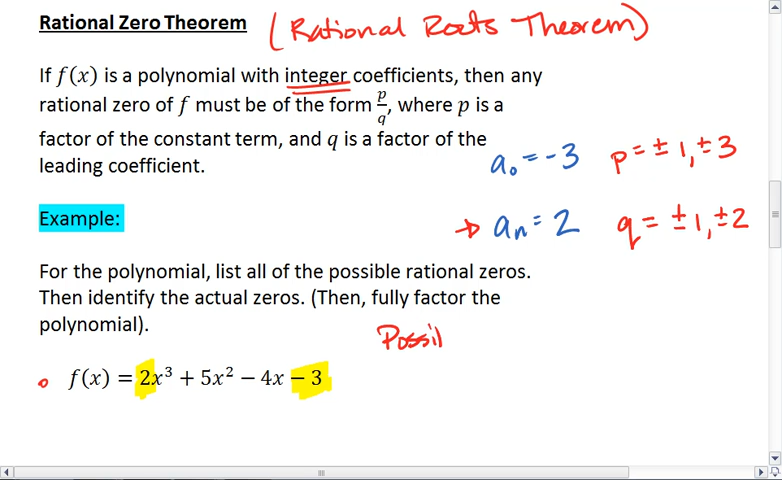 Rational Zero Theorem (Rational Roots Theorem)
If f(x) is a polynomial with integer coefficients, then any
rational zero of f must be of the form p/q, where p is a
factor of the constant term, and q is a factor of the
leading coefficient.
a₀ = -3 p = ± 1, ± 3
Example:
→ aₙ = 2 q = ± 1, ± 2
For the polynomial, list all of the possible rational zeros.
Then identify the actual zeros. (Then, fully factor the
polynomial).
Possil
f(x) = 2x³ + 5x² − 4x − 3